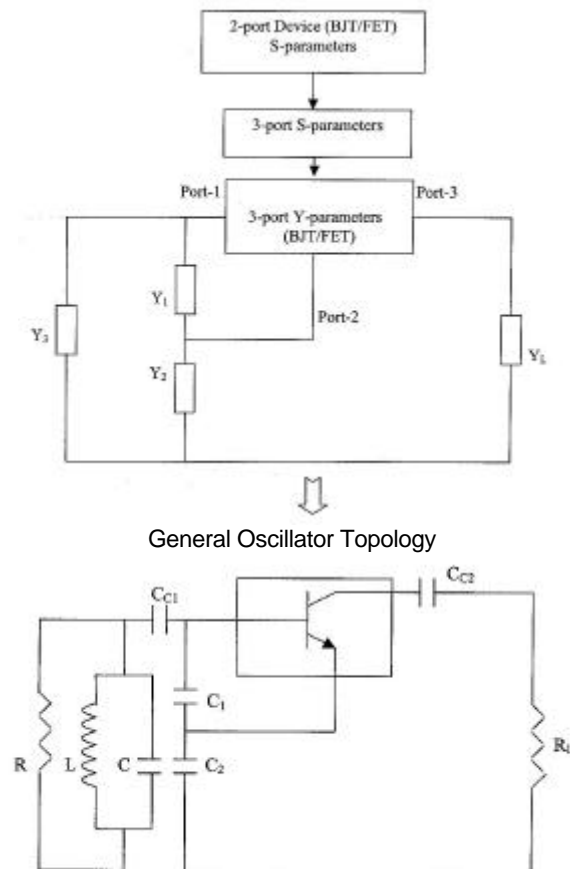 2-port Device (BJT/FET)
S-parameters
3-port S-parameters
Port-1
Port-3
3-port Y-parameters
(BJT/FET)
Y1
Port-2
Y3
Y2
YL
General Oscillator Topology
CC2
CC1
C1
R
L
C
C2
RL